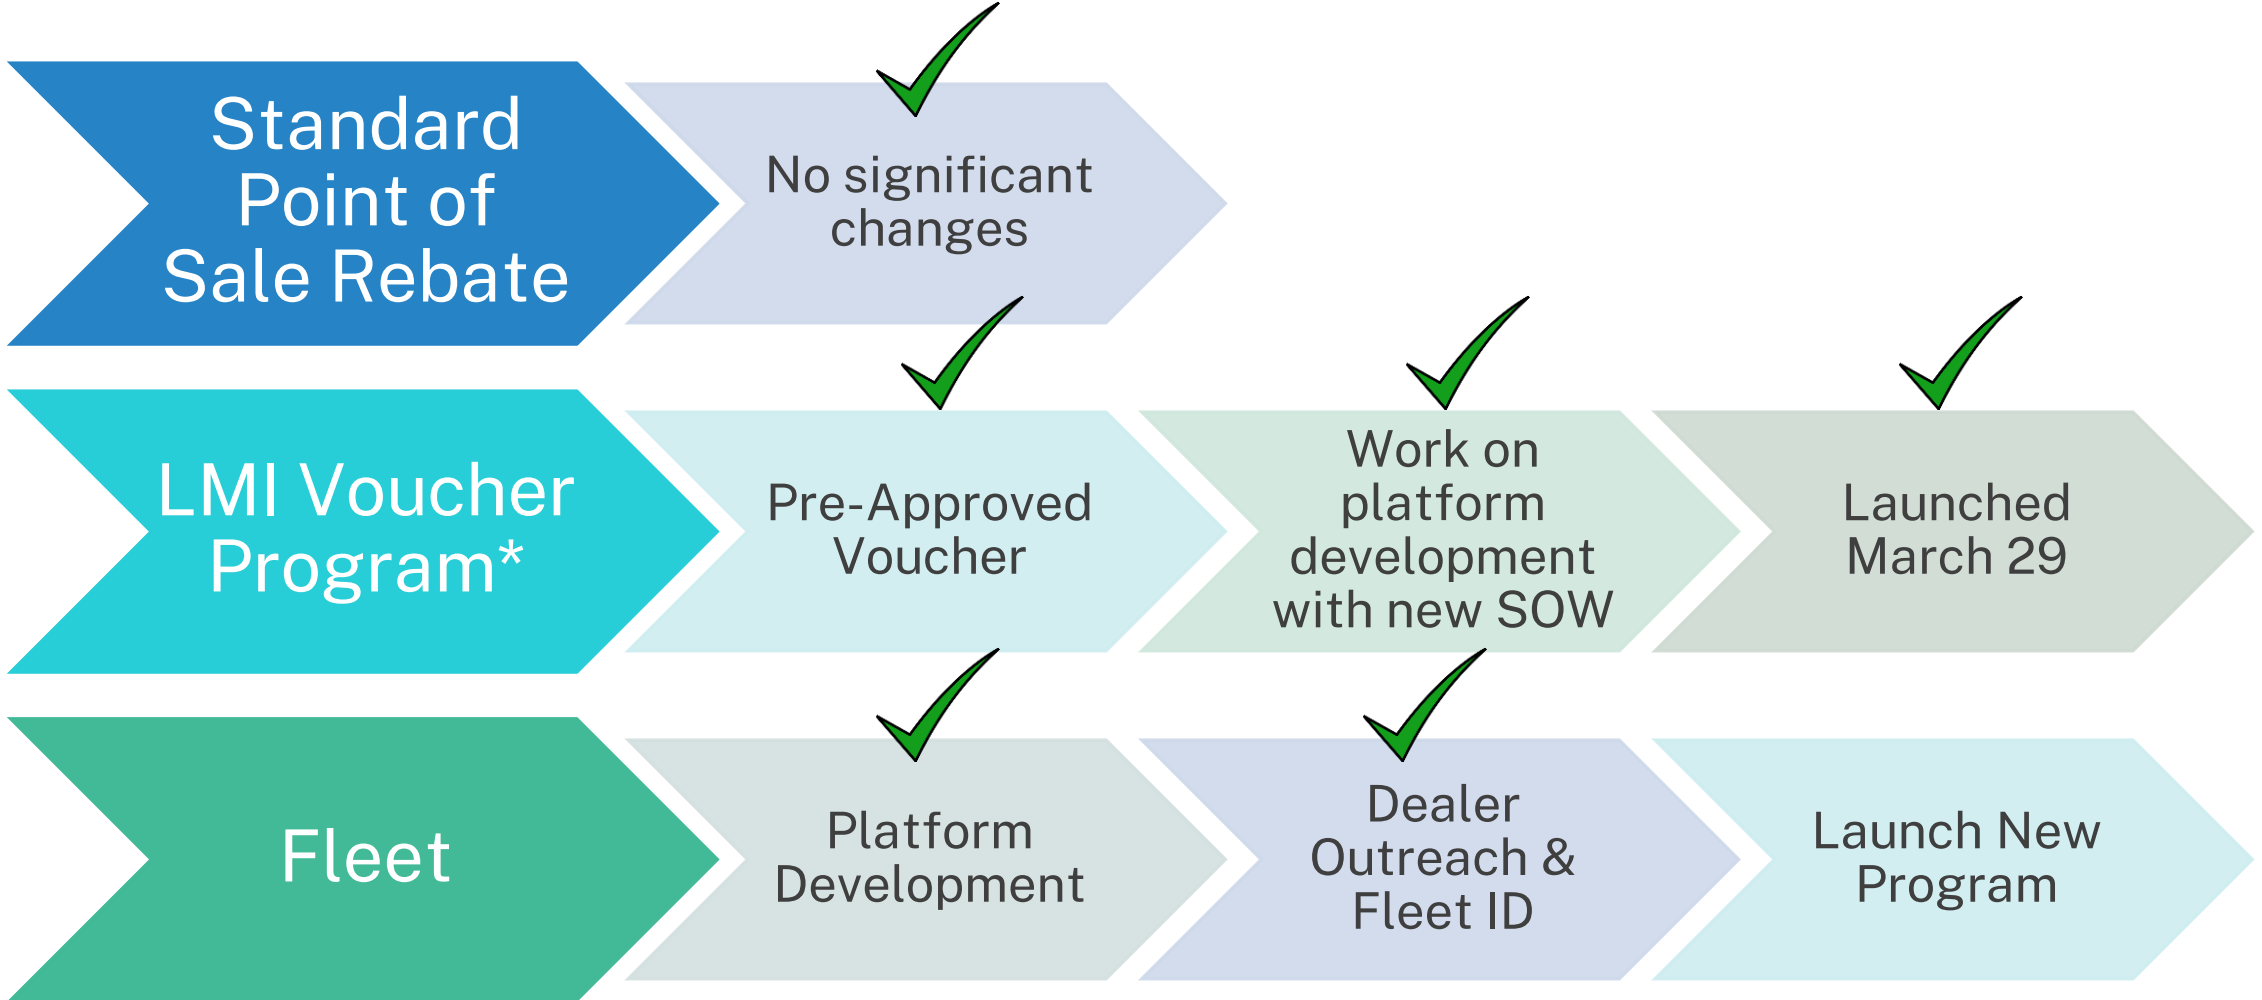 Standard
Point of
Sale Rebate
No significant
changes
LMI Voucher
Program*
Pre-Approved
Voucher
Work on
platform
development
with new SOW
Launched
March 29
Fleet
Platform
Development
Dealer
Outreach &
Fleet ID
Launch New
Program